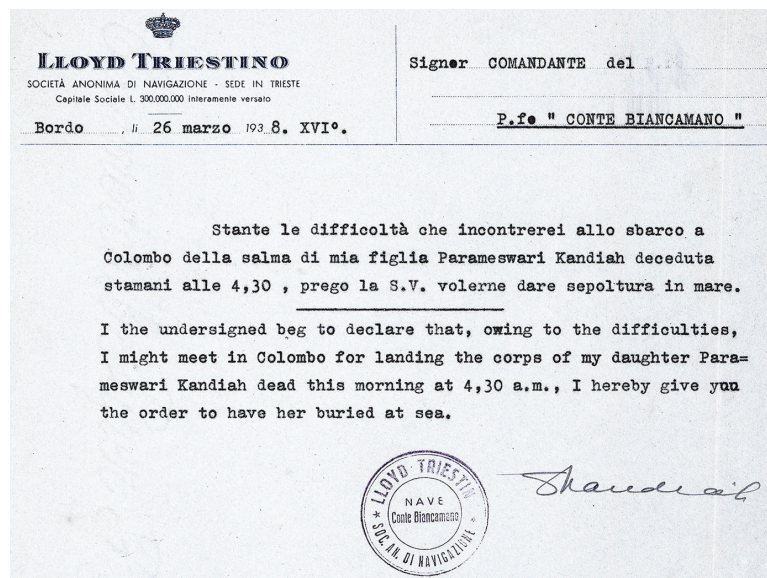 LLOYD TRIESTINO
SOCIETÀ ANONIMA DI NAVIGAZIONE - SEDE IN TRIESTE
Capitale Sociale L. 300.000.000 interamente versato
Bordo , li 26 marzo 193 8. XVI°.
Signor COMANDANTE del
P.fo " CONTE BIANCAMANO "
Stante le difficoltà che incontrerei allo sbarco a
Colombo della salma di mia figlia Parameswari Kandiah deceduta
stamani alle 4,30 , prego la S.V. volerne dare sepoltura in mare.
I the undersigned beg to declare that, owing to the difficulties,
I might meet in Colombo for landing the corps of my daughter Para=
meswari Kandiah dead this morning at 4,30 a.m., I hereby give you
the order to have her buried at sea.
LLOYD TRIESTIN
NAVE
Conte Biancamano
* SOC. AN. DI NAVIGAZIONE *